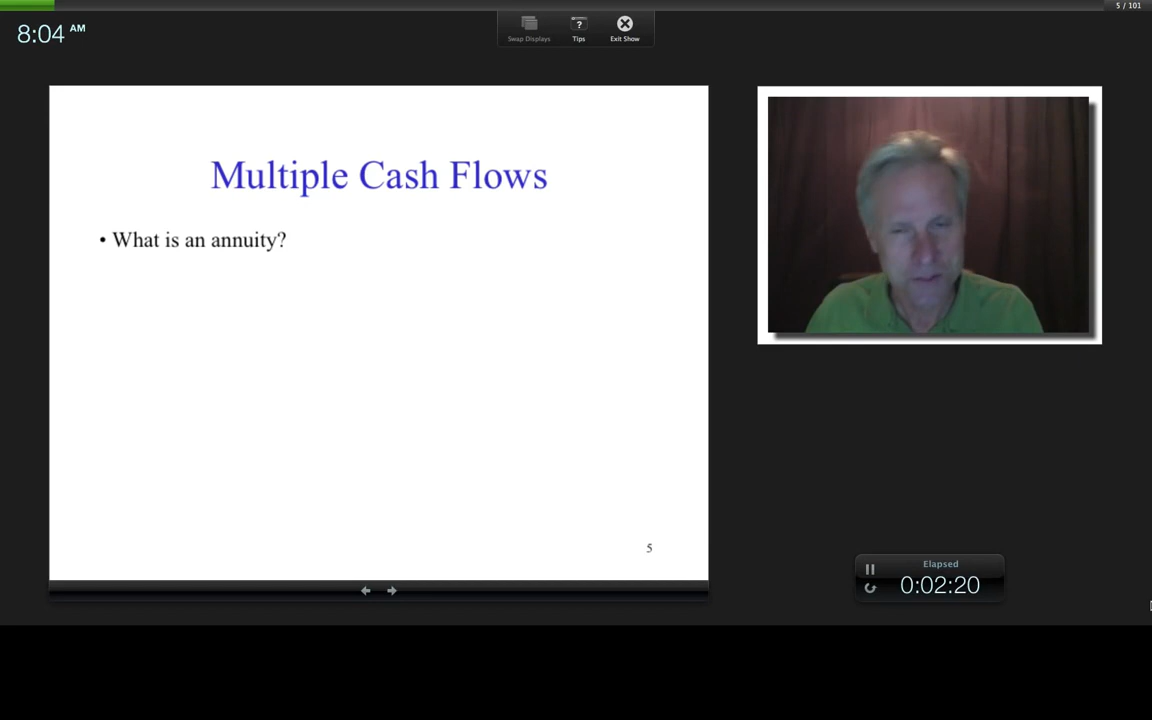 5 / 101
8:04 AM
?
Swap Displays
Tips
Exit Show
Multiple Cash Flows
• What is an annuity?
5
Elapsed
0:02:20